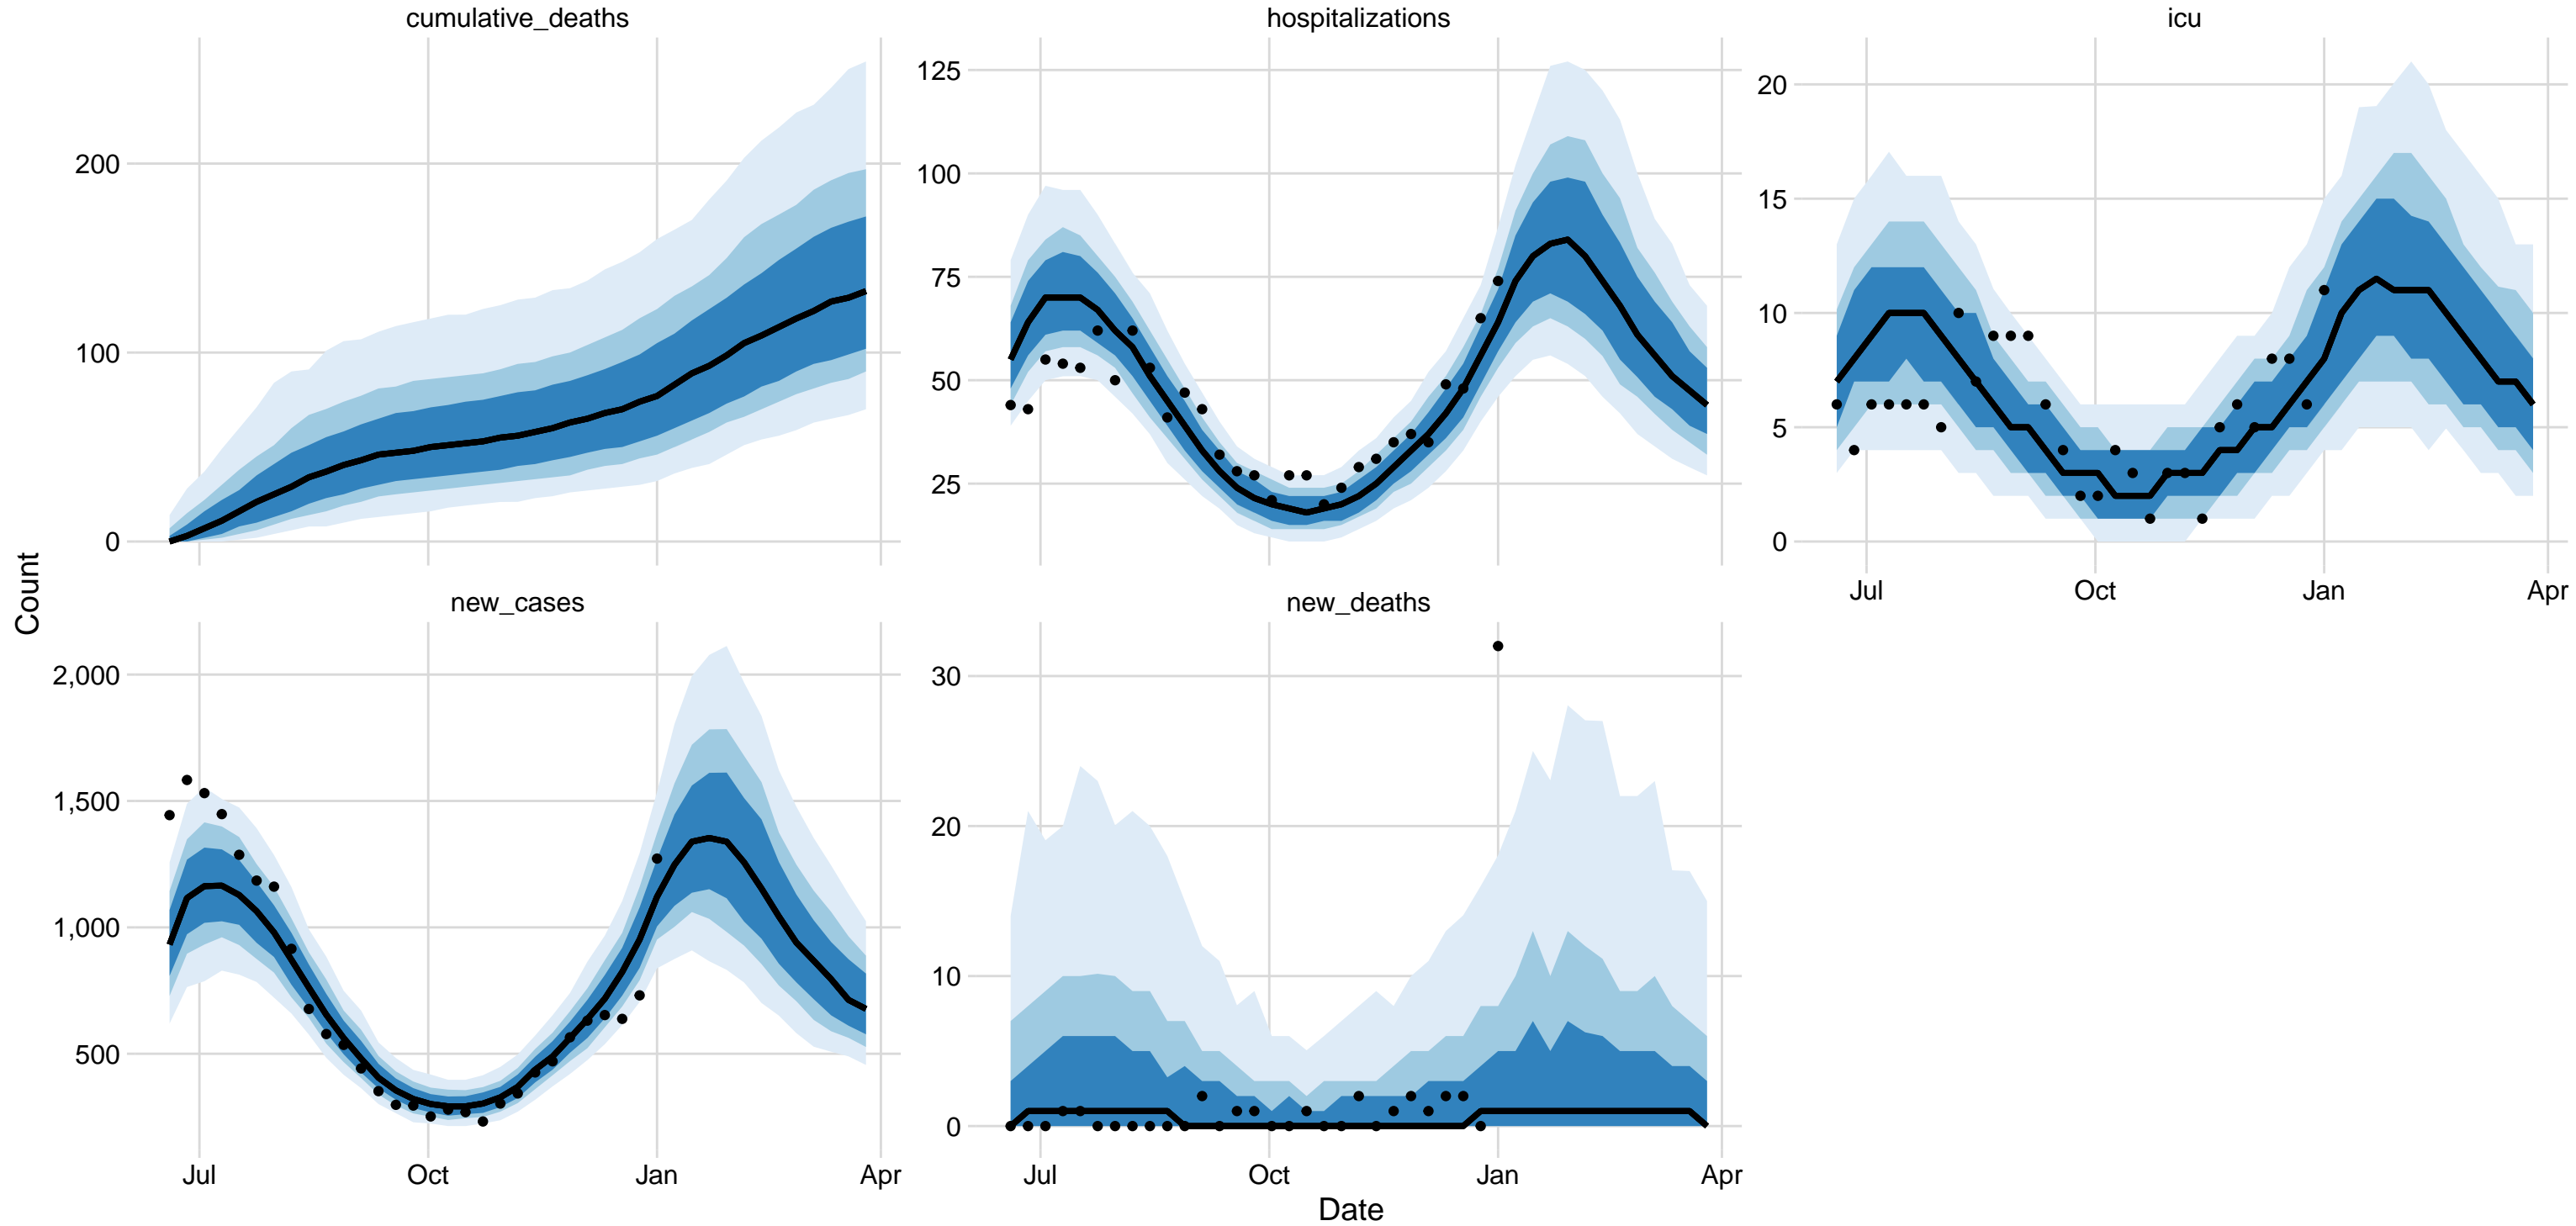 cumulative_deaths
hospitalizations
icu
200
100
0
125
100
75
50
25
20
15
10
5
0
Jul Oct Jan Apr
Count
new_cases
new_deaths
2,000
1,500
1,000
500
30
20
10
0
Jul Oct Jan Apr
Jul Oct Jan Apr
Date